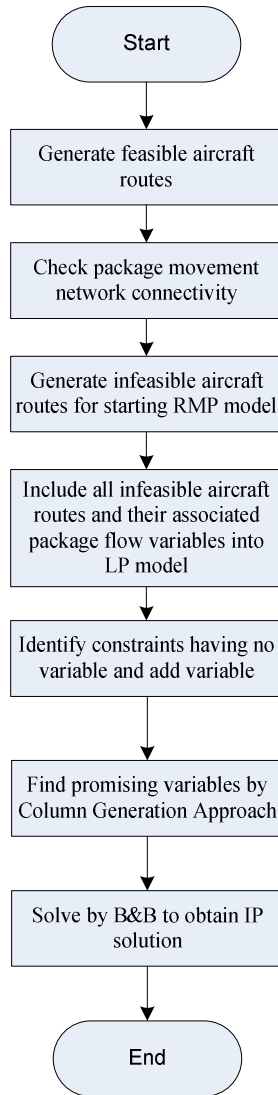 Start
Generate feasible aircraft
routes
Check package movement
network connectivity
Generate infeasible aircraft
routes for starting RMP model
Include all infeasible aircraft
routes and their associated
package flow variables into
LP model
Identify constraints having no
variable and add variable
Find promising variables by
Column Generation Approach
Solve by B&B to obtain IP
solution
End